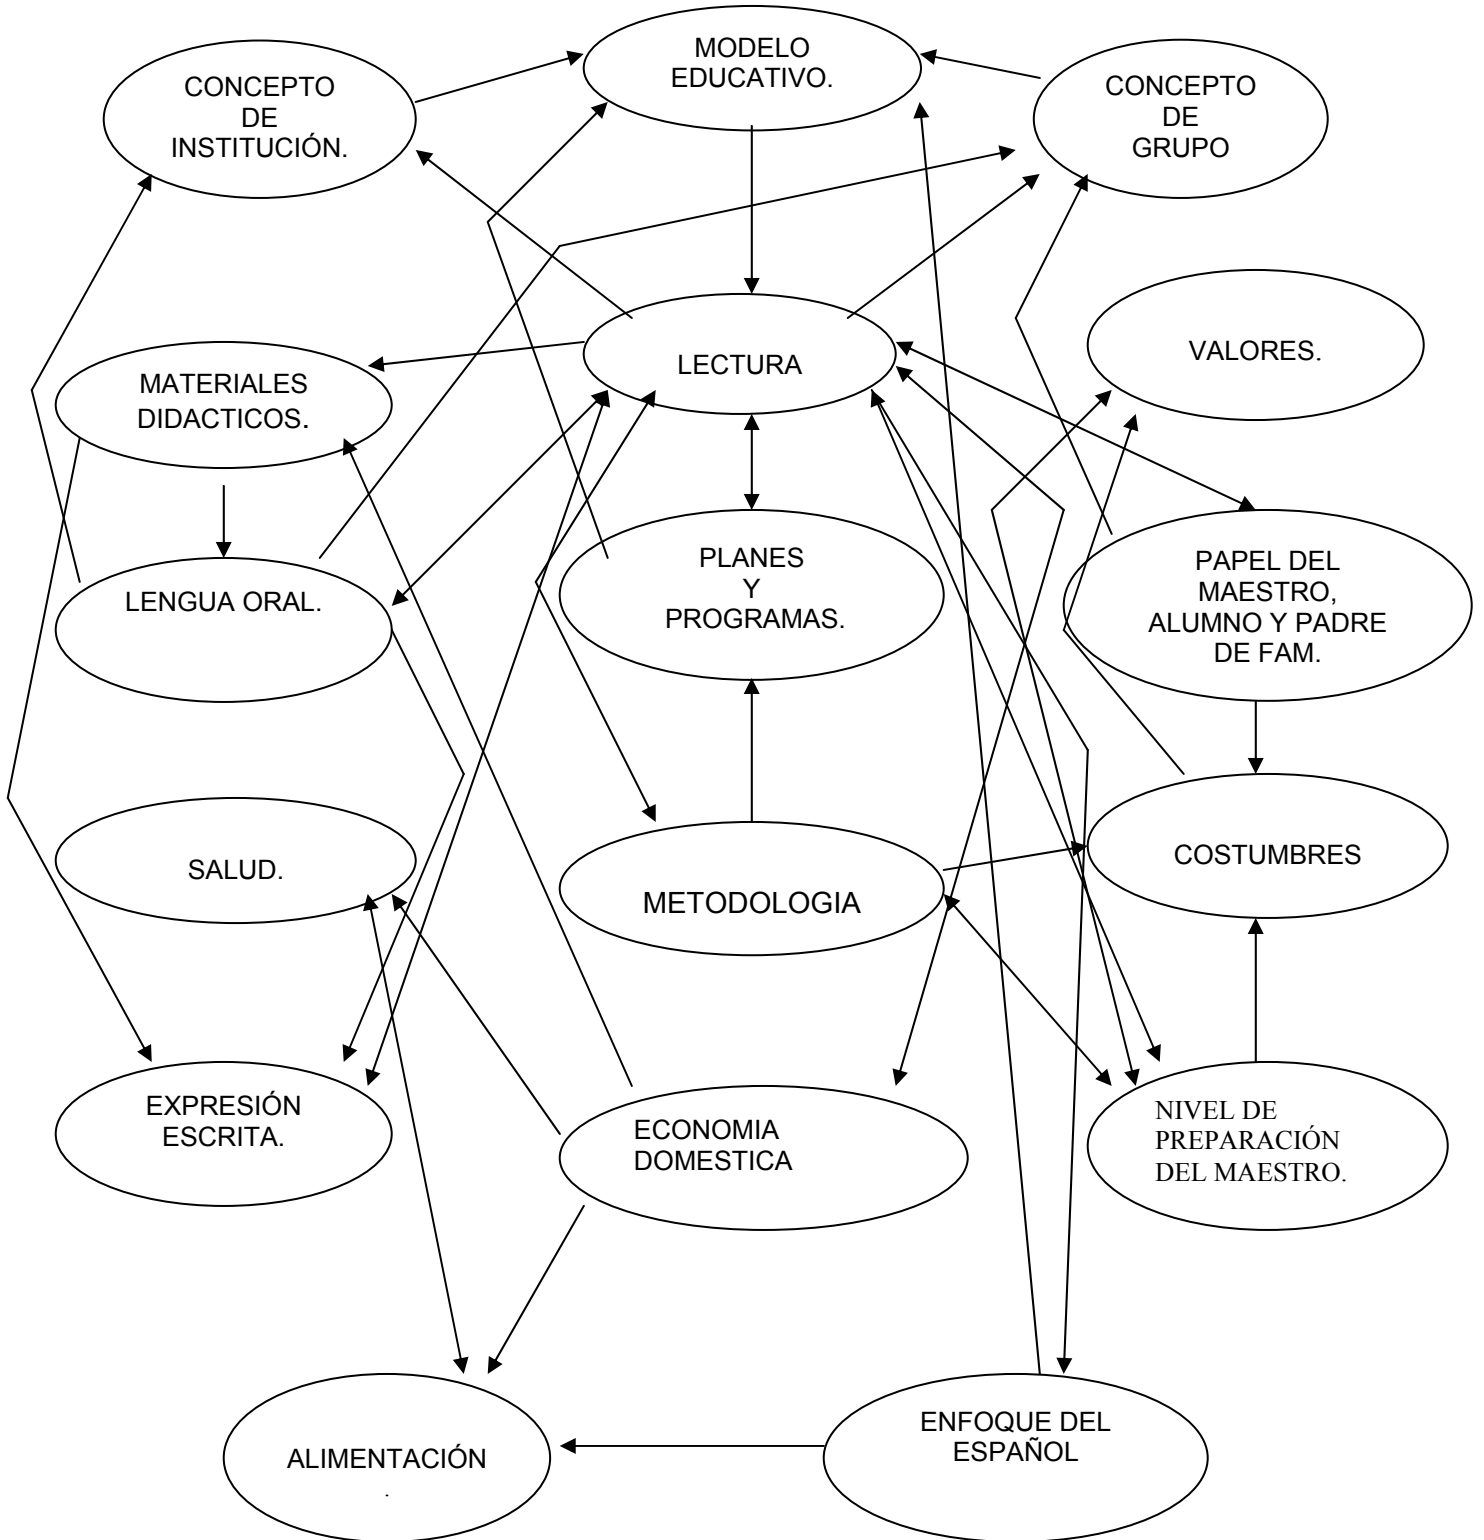 MODELO
EDUCATIVO.
CONCEPTO
DE
INSTITUCIÓN.
CONCEPTO
DE
GRUPO
LECTURA
VALORES.
MATERIALES
DIDACTICOS.
LENGUA ORAL.
PLANES
Y
PROGRAMAS.
PAPEL DEL
MAESTRO,
ALUMNO Y PADRE
DE FAM.
SALUD.
METODOLOGIA
COSTUMBRES
EXPRESIÓN
ESCRITA.
ECONOMIA
DOMESTICA
NIVEL DE
PREPARACIÓN
DEL MAESTRO.
ALIMENTACIÓN
.
ENFOQUE DEL
ESPAÑOL